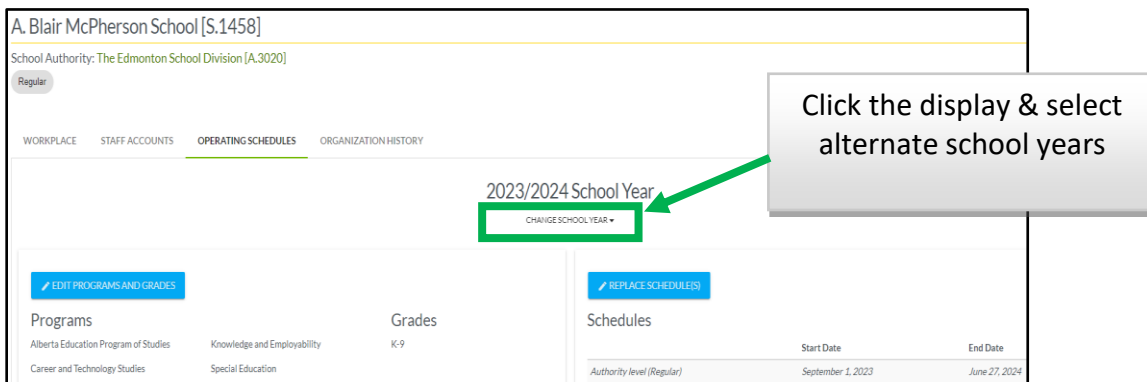 A. Blair McPherson School [S.1458]
School Authority: The Edmonton School Division [A.3020]
Regular
Click the display & select
alternate school years
WORKPLACE STAFF ACCOUNTS OPERATING SCHEDULES ORGANIZATION HISTORY
2023/2024 School Year
CHANGE SCHOOL YEAR
EDIT PROGRAMS AND GRADES
REPLACE SCHEDULE(S)
Programs Grades
Schedules
Alberta Education Program of Studies Knowledge and Employability K-9
Start Date End Date
Career and Technology Studies Special Education
Authority level (Regular) September 1, 2023 June 27, 2024